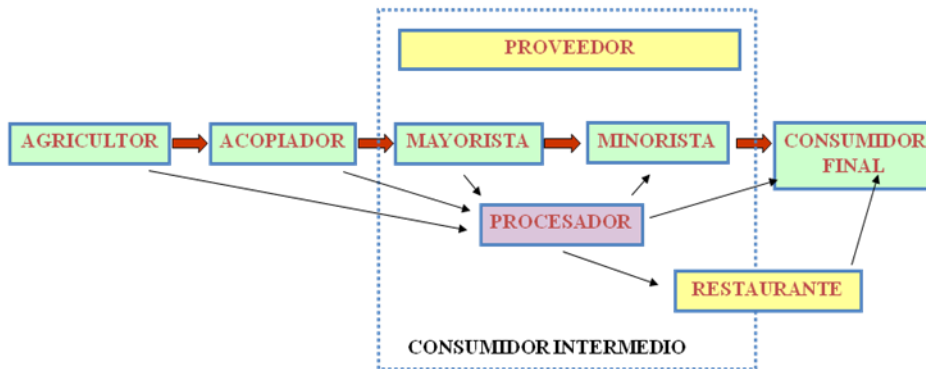 PROVEEDOR
AGRICULTOR
ACOPIADOR
MAYORISTA
MINORISTA
CONSUMIDOR
FINAL
PROCESADOR
RESTAURANTE
CONSUMIDOR INTERMEDIO